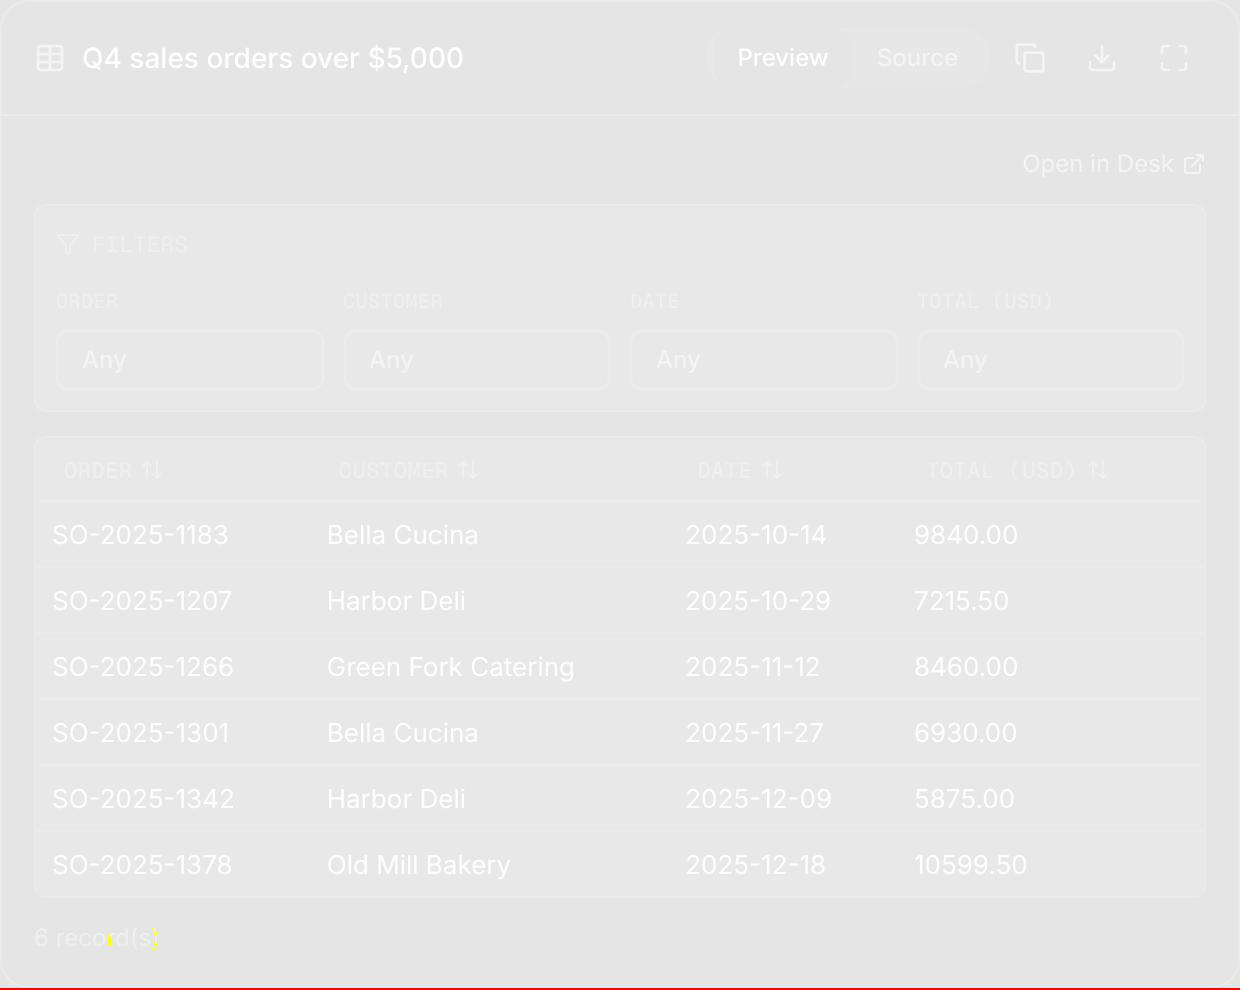 Q4 sales orders over $5,000
Preview Source
Open in Desk
FILTERS
ORDER CUSTOMER DATE TOTAL (USD)
Any Any Any Any
ORDER CUSTOMER DATE TOTAL (USD)
SO-2025-1183 Bella Cucina 2025-10-14 9840.00
SO-2025-1207 Harbor Deli 2025-10-29 7215.50
SO-2025-1266 Green Fork Catering 2025-11-12 8460.00
SO-2025-1301 Bella Cucina 2025-11-27 6930.00
SO-2025-1342 Harbor Deli 2025-12-09 5875.00
SO-2025-1378 Old Mill Bakery 2025-12-18 10599.50
6 record(s)